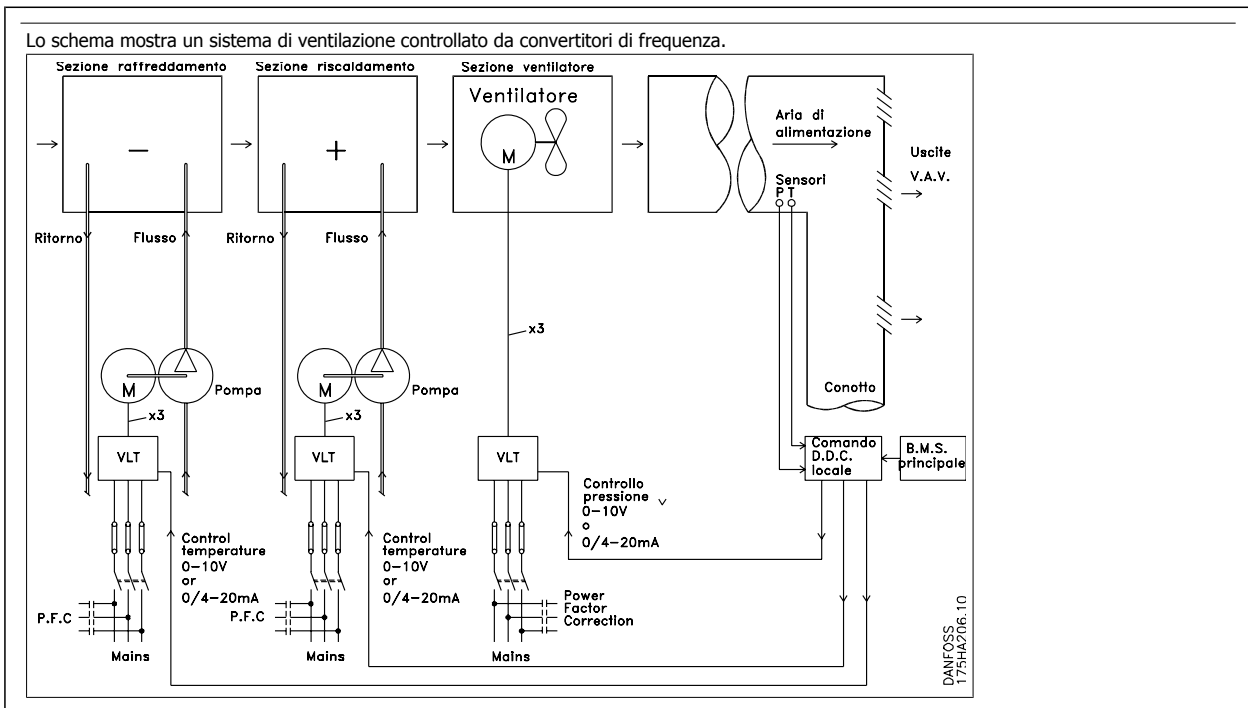 Lo schema mostra un sistema di ventilazione controllato da convertitori di frequenza.
Sezione raffreddamento
Sezione riscaldamento
Sezione ventilatore
−
+
Ventilatore
M
Aria di
alimentazione
Sensori
P T
Uscite
V.A.V.
Ritorno
Flusso
Ritorno
Flusso
x3
M
Pompa
M
Pompa
Conotto
x3
x3
VLT
VLT
VLT
Comando
D.D.C.
locale
B.M.S.
principale
Control
temperature
0-10V
or
0/4-20mA
Control
temperature
0-10V
or
0/4-20mA
Controllo
pressione
0-10V
o
0/4-20mA
P.F.C
P.F.C
Power
Factor
Correction
Mains
Mains
Mains
DANFOSS
175HA206.10